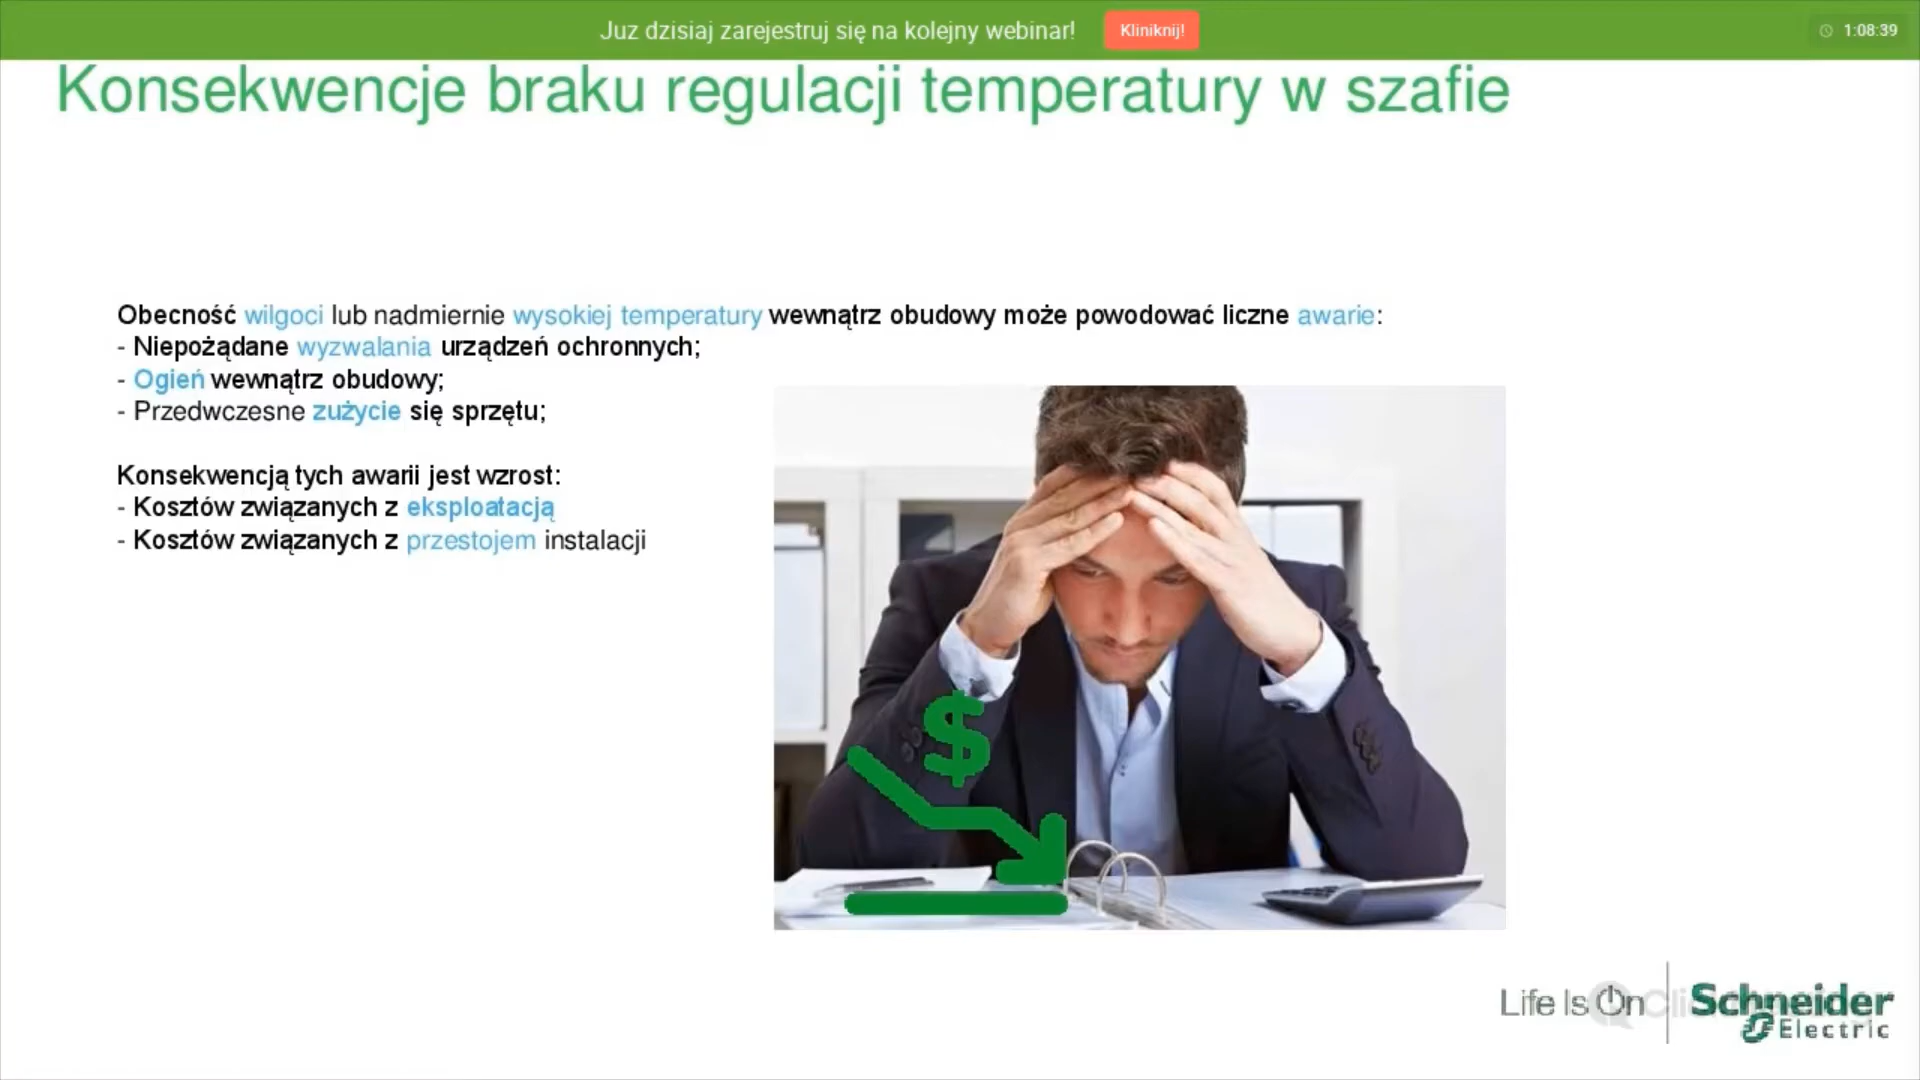 Juz dzisiaj zarejestruj się na kolejny webinar!
Kliniknij!
1:08:39
Konsekwencje braku regulacji temperatury w szafie
Obecność wilgoci lub nadmiernie wysokiej temperatury wewnątrz obudowy może powodować liczne awarie:
- Niepożądane wyzwalania urządzeń ochronnych;
- Ogień wewnątrz obudowy;
- Przedwczesne zużycie się sprzętu;
Konsekwencją tych awarii jest wzrost:
- Kosztów związanych z eksploatacją
- Kosztów związanych z przestojem instalacji
$
Life Is On
Schneider
Electric